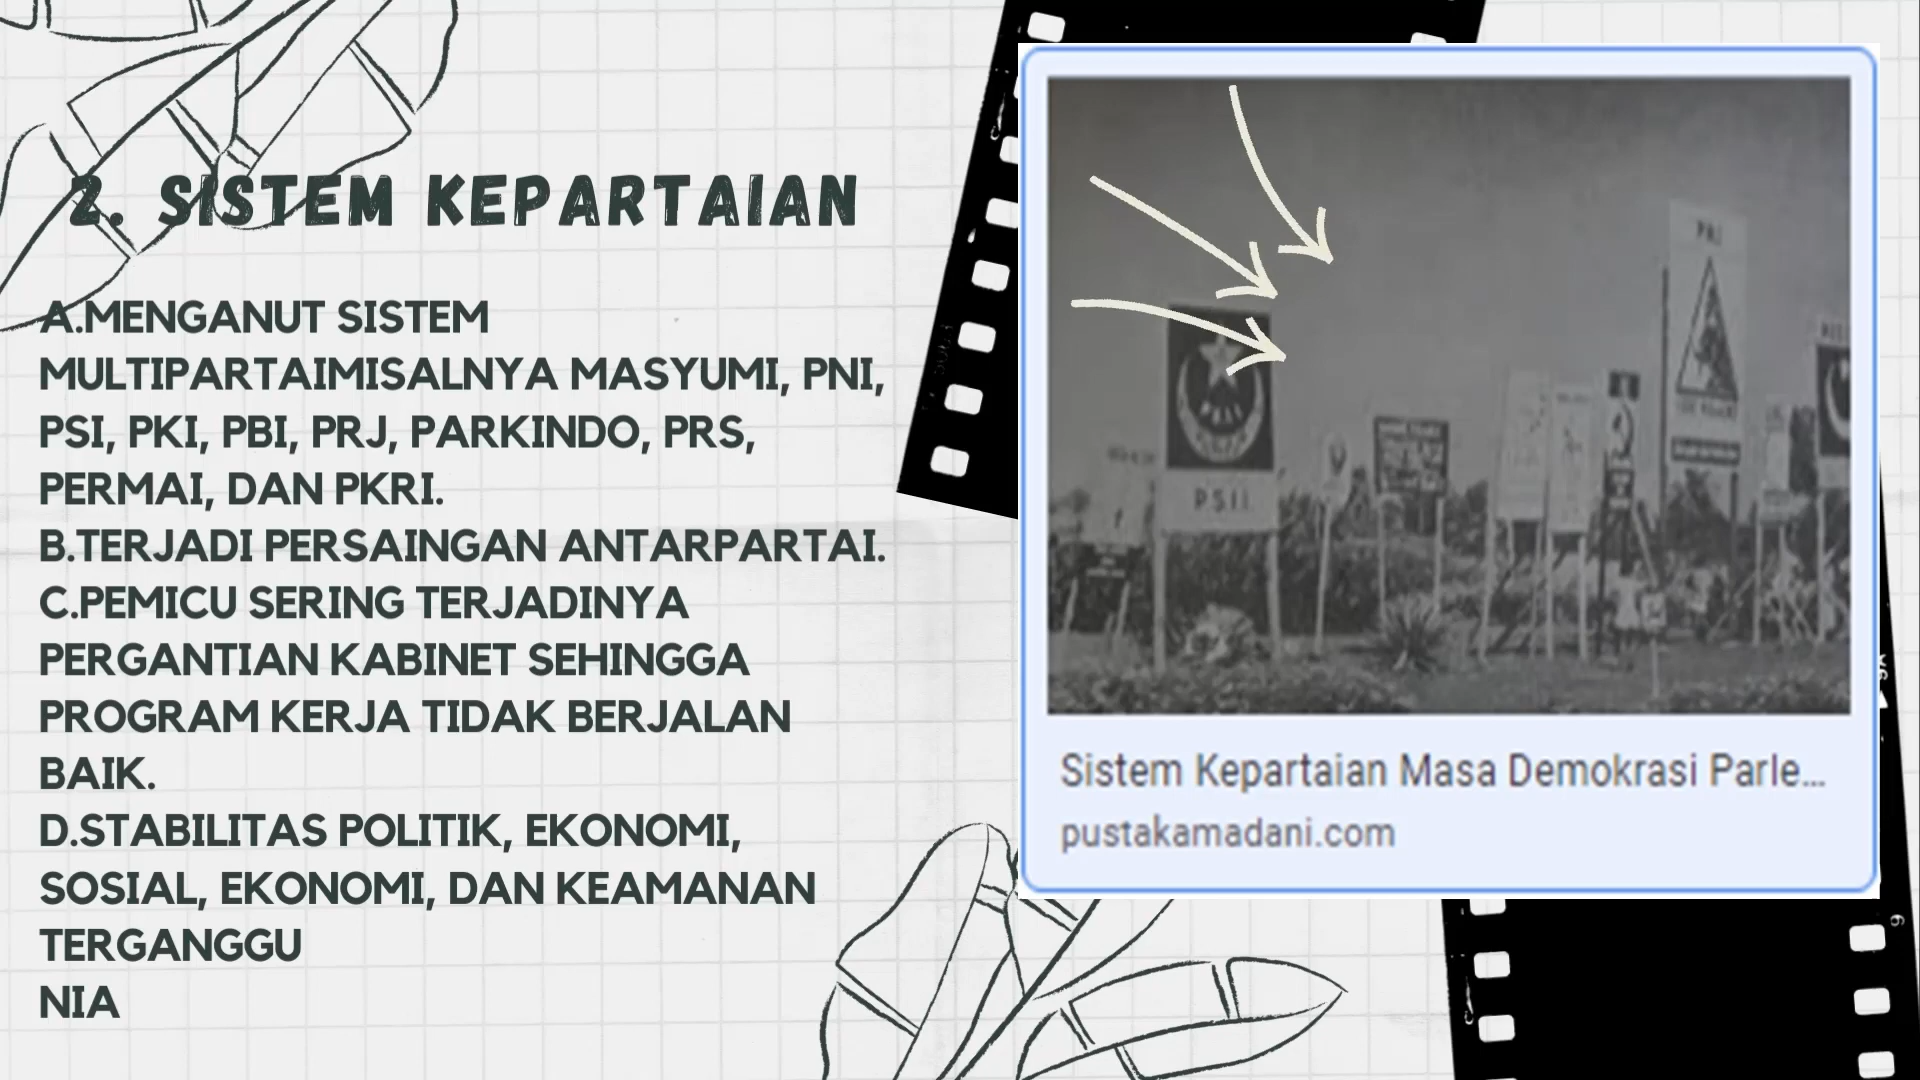 2. SISTEM KEPARTAIAN
A.MENGANUT SISTEM
MULTIPARTAIMISALNYA MASYUMI, PNI,
PSI, PKI, PBI, PRJ, PARKINDO, PRS,
PERMAI, DAN PKRI.
B.TERJADI PERSAINGAN ANTARPARTAI.
C.PEMICU SERING TERJADINYA
PERGANTIAN KABINET SEHINGGA
PROGRAM KERJA TIDAK BERJALAN
BAIK.
D.STABILITAS POLITIK, EKONOMI,
SOSIAL, EKONOMI, DAN KEAMANAN
TERGANGGU
NIA
PSII
Sistem Kepartaian Masa Demokrasi Parle...
pustakamadani.com